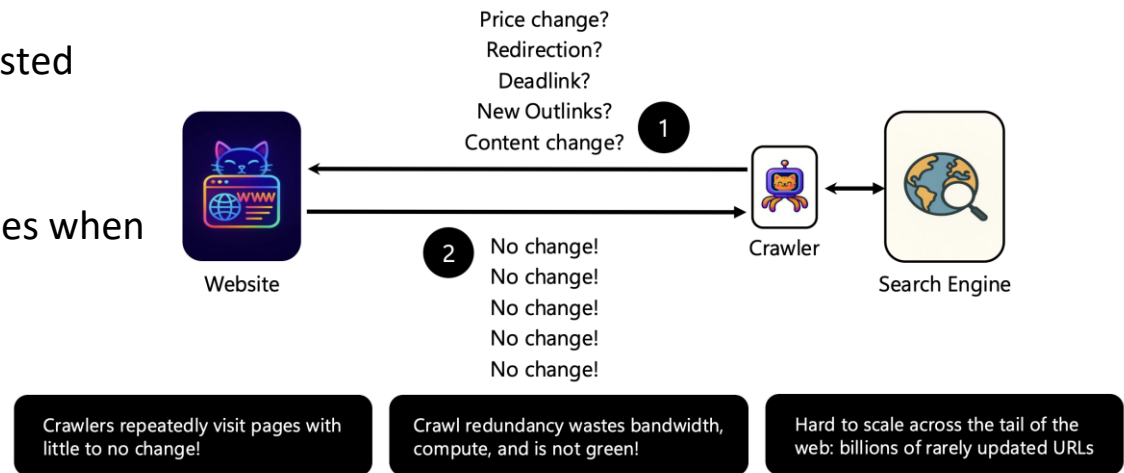 Price change?
Redirection?
Deadlink?
New Outlinks?
Content change?
1
sted
es when
www
Website
2
No change!
No change!
No change!
No change!
No change!
Crawler
Search Engine
Crawlers repeatedly visit pages with
little to no change!
Crawl redundancy wastes bandwidth,
compute, and is not green!
Hard to scale across the tail of the
web: billions of rarely updated URLs